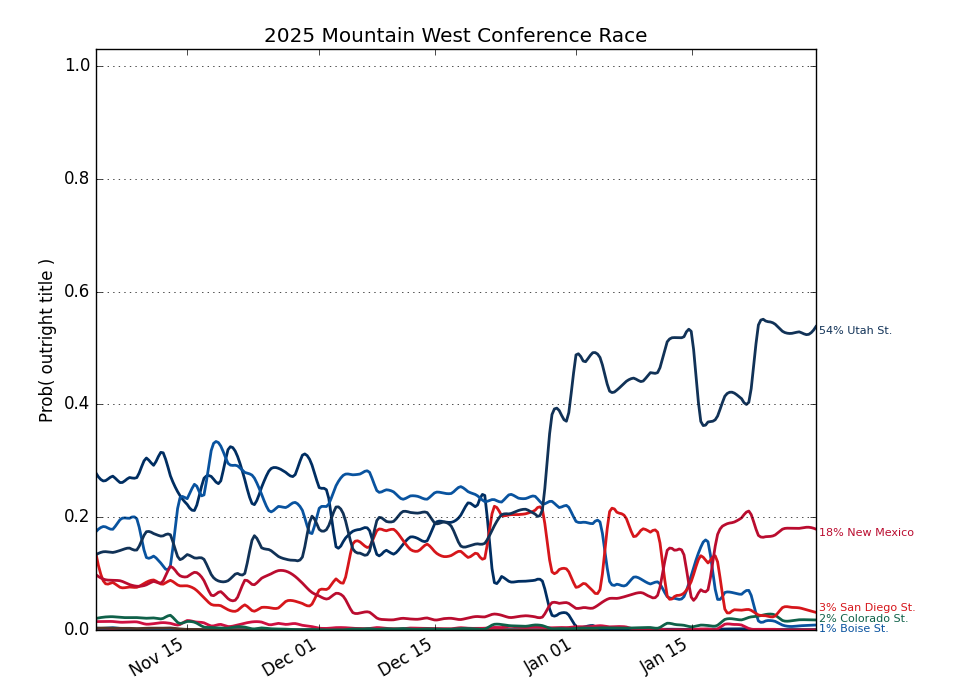 2025 Mountain West Conference Race
Prob( outright title )
1.0
0.8
0.6
0.4
0.2
0.0
Nov 15
Dec 01
Dec 15
Jan 01
Jan 15
54% Utah St.
18% New Mexico
3% San Diego St.
2% Colorado St.
1% Boise St.